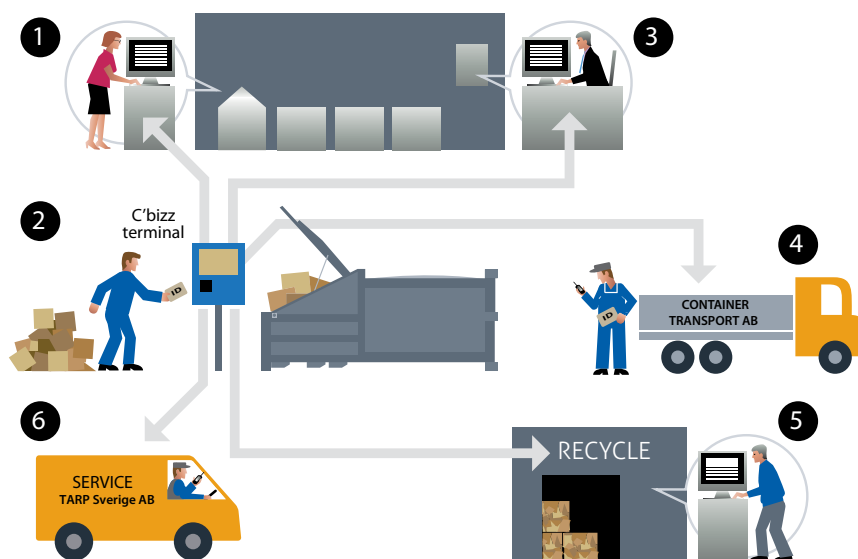 1
3
2
C'bizz
terminal
ID
4
ID
CONTAINER
TRANSPORT AB
6
5
RECYCLE
SERVICE
TARP Sverige AB